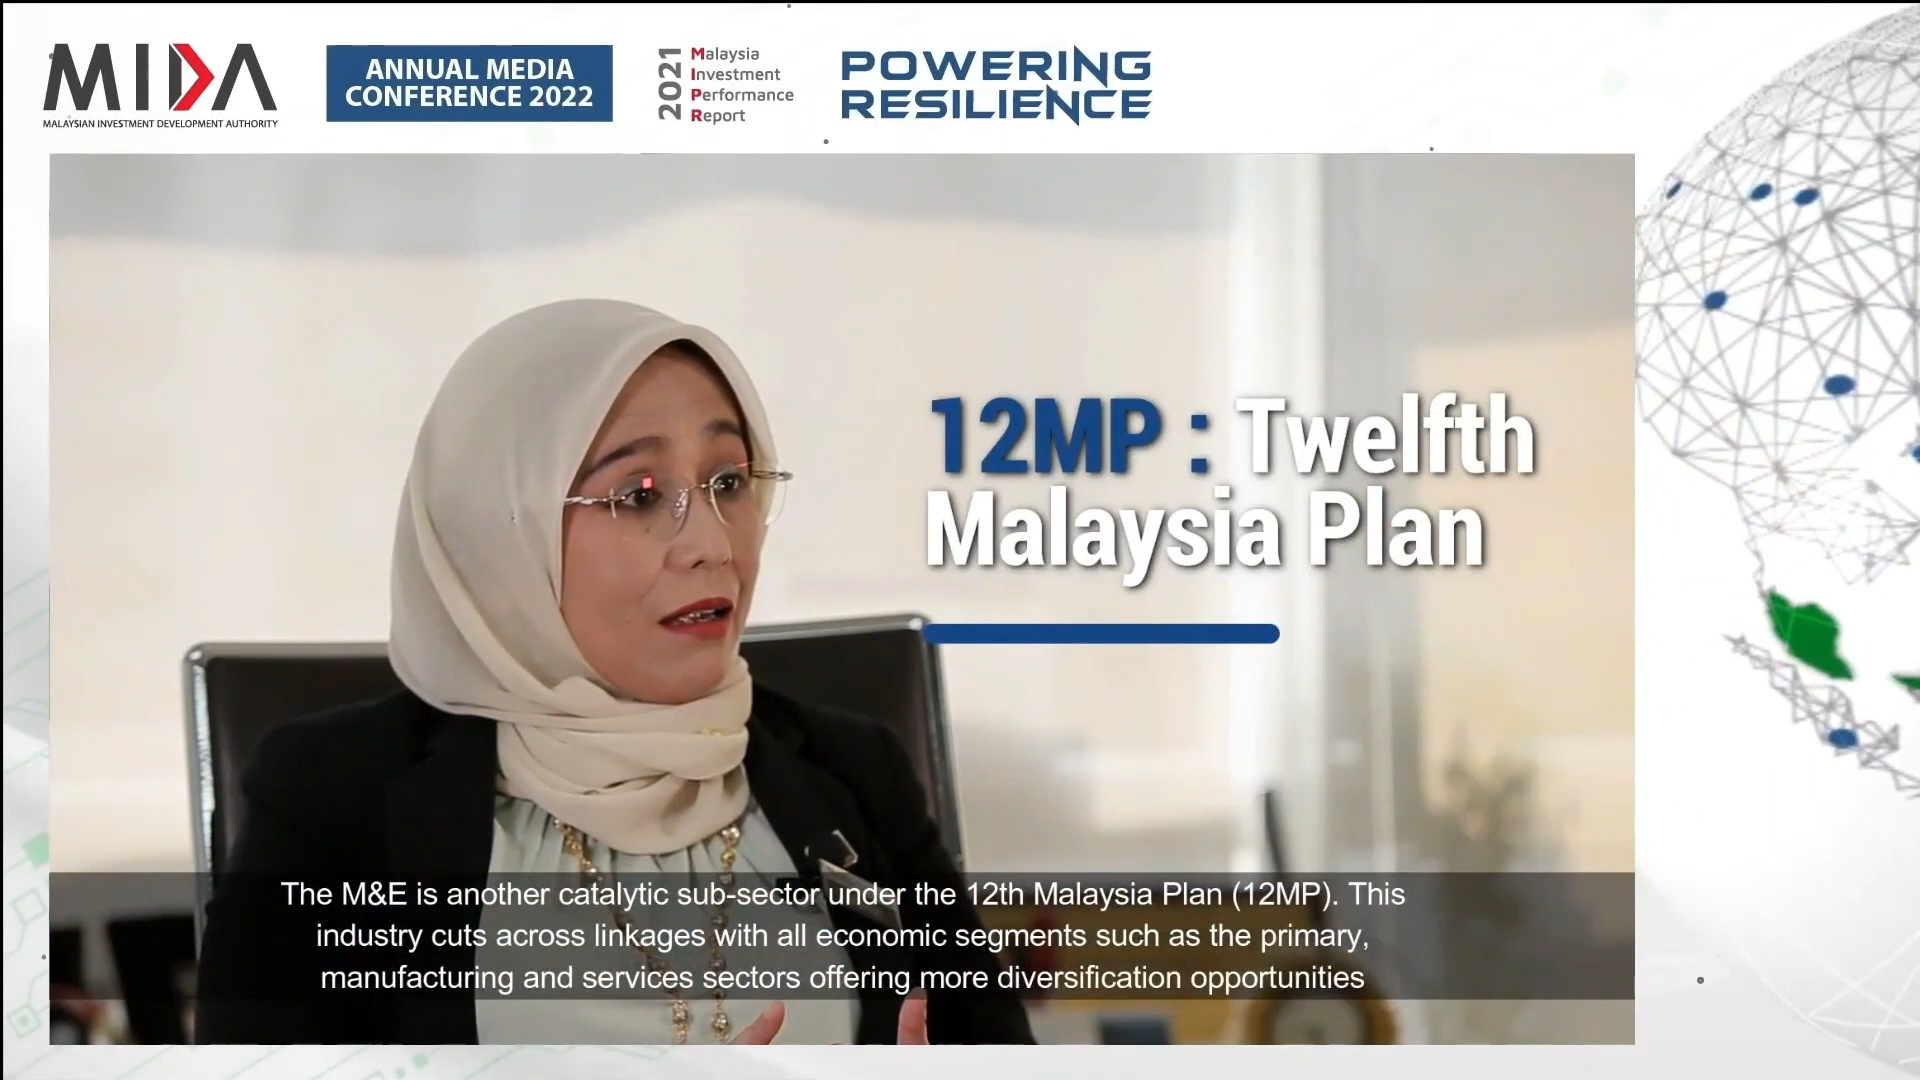 MIDA
MALAYSIAN INVESTMENT DEVELOPMENT AUTHORITY
ANNUAL MEDIA
CONFERENCE 2022
2021
Malaysia
Investment
Performance
Report
POWERING
RESILIENCE
12MP : Twelfth
Malaysia Plan
The M&E is another catalytic sub-sector under the 12th Malaysia Plan (12MP). This
industry cuts across linkages with all economic segments such as the primary,
manufacturing and services sectors offering more diversification opportunities